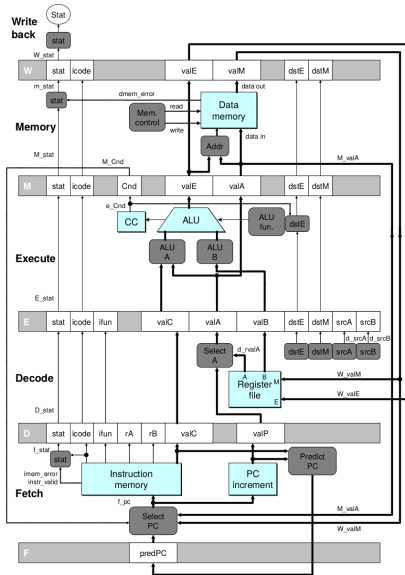 Stat
Write
back
stat
W_stat
W stat icode valE valM dstE dstM
m_stat
data out
dmem_error
stat
read
Mem.
control
Data
memory
write
Memory
data in
Addr
M_stat
M_Cnd
M_valA
M stat icode Cnd valE valA dstE dstM
e_Cnd
CC
ALU
ALU
fun.
dstE
ALU
A
ALU
B
Execute
E_stat
E stat icode ifun valC valA valB dstE dstM srcA srcB
d_srcA
d_srcB
d_rvalA
Select
A
dstE dstM srcA srcB
A B
M
Register
file
E
W_valM
W_valE
Decode
D_stat
D stat icode ifun rA rB valC valP
f_stat
stat
Predict
PC
imem_error
instr_valid
Instruction
memory
PC
increment
Fetch
f_pc
M_valA
Select
PC
W_valM
F predPC